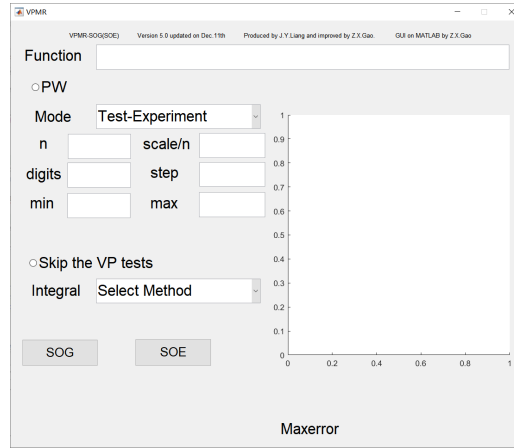 VPMR
VPMR-SOG(SOE) Version 5.0 updated on Dec.11th Produced by J.Y.Liang and improved by Z.X.Gao. GUI on MATLAB by Z.X.Gao
Function
PW
Mode Test-Experiment
n scale/n
digits step
min max
Skip the VP tests
Integral Select Method
SOG SOE
1
0.9
0.8
0.7
0.6
0.5
0.4
0.3
0.2
0.1
0
0 0.2 0.4 0.6 0.8 1
Maxerror